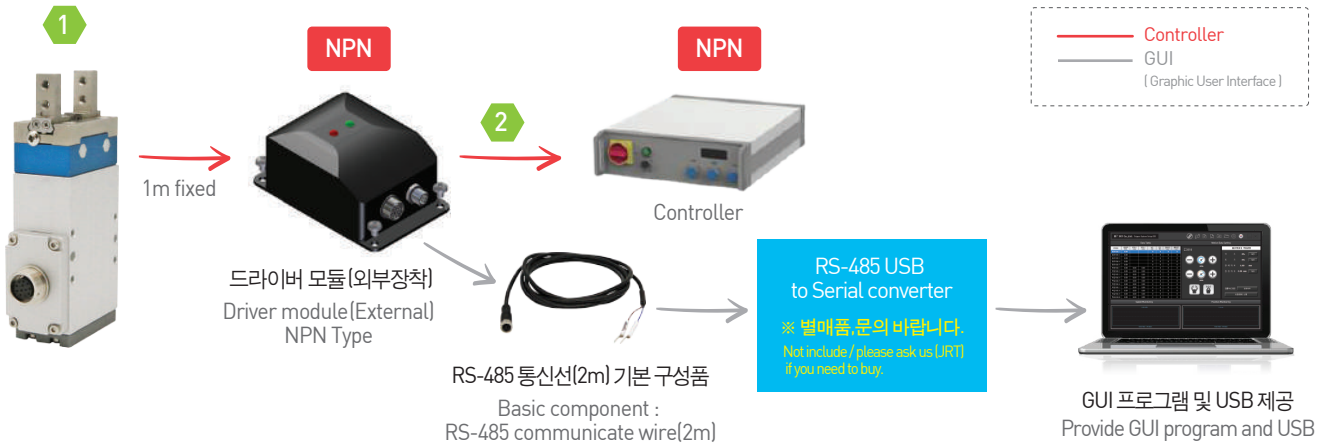 1
NPN
NPN
Controller
GUI
( Graphic User Interface )
2
1m fixed
Controller
드라이버 모듈(외부장착)
Driver module(External)
NPN Type
RS-485 USB
to Serial converter
※ 별매품,문의 바랍니다.
Not include / please ask us (JRT)
if you need to buy.
RS-485 통신선(2m) 기본 구성품
Basic component :
RS-485 communicate wire(2m)
GUI 프로그램 및 USB 제공
Provide GUI program and USB